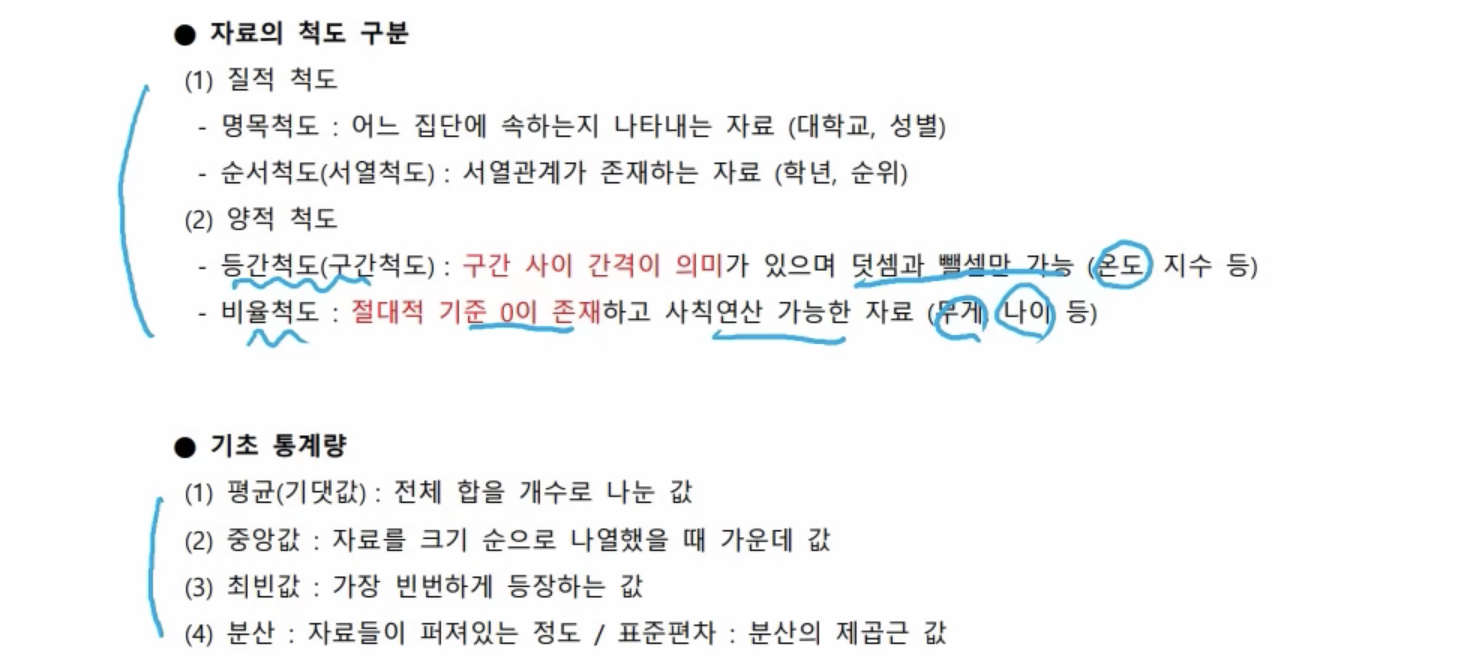 ● 자료의 척도 구분
(1) 질적 척도
- 명목척도 : 어느 집단에 속하는지 나타내는 자료 (대학교, 성별)
- 순서척도(서열척도) : 서열관계가 존재하는 자료 (학년, 순위)
(2) 양적 척도
- 등간척도(구간척도) : 구간 사이 간격이 의미가 있으며 덧셈과 뺄셈만 가능 (온도, 지수 등)
- 비율척도 : 절대적 기준 0이 존재하고 사칙연산 가능한 자료 (무게, 나이 등)
● 기초 통계량
(1) 평균(기댓값) : 전체 합을 개수로 나눈 값
(2) 중앙값 : 자료를 크기 순으로 나열했을 때 가운데 값
(3) 최빈값 : 가장 빈번하게 등장하는 값
(4) 분산 : 자료들이 퍼져있는 정도 / 표준편차 : 분산의 제곱근 값